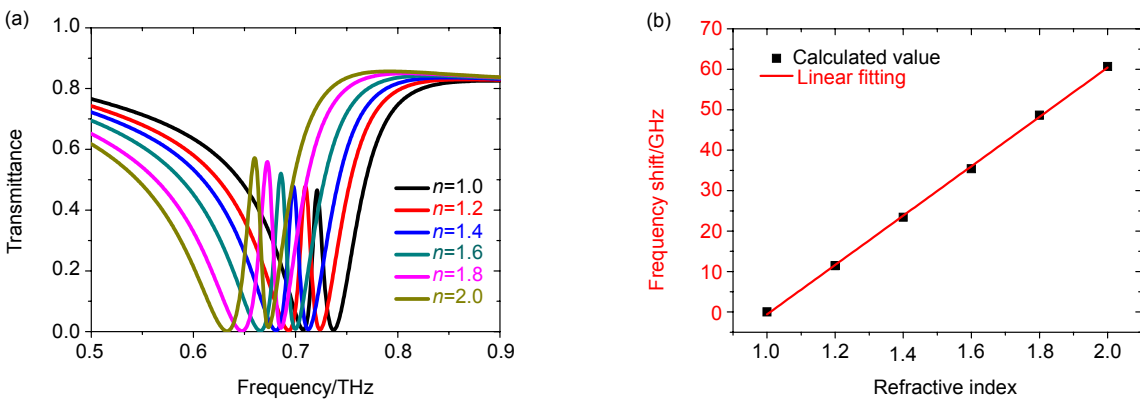 (a)
1.0
0.8
0.6
0.4
0.2
0.0
Transmittance
n=1.0
n=1.2
n=1.4
n=1.6
n=1.8
n=2.0
0.5 0.6 0.7 0.8 0.9
Frequency/THz
(b)
70
60
50
40
30
20
10
0
Frequency shift/GHz
Calculated value
Linear fitting
1.0 1.2 1.4 1.6 1.8 2.0
Refractive index